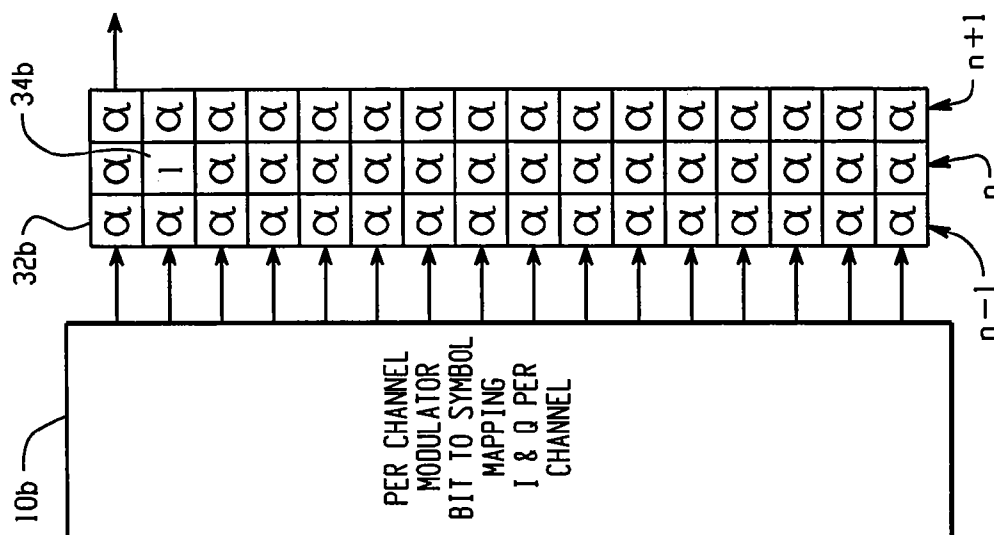 10b
32b
34b
PER CHANNEL
MODULATOR
BIT TO SYMBOL
MAPPING
I & Q PER
CHANNEL
α α α
α 1 α
α α α
α α α
α α α
α α α
α α α
α α α
α α α
α α α
α α α
α α α
α α α
α α α
α α α
α α α
n-1
n
n+1